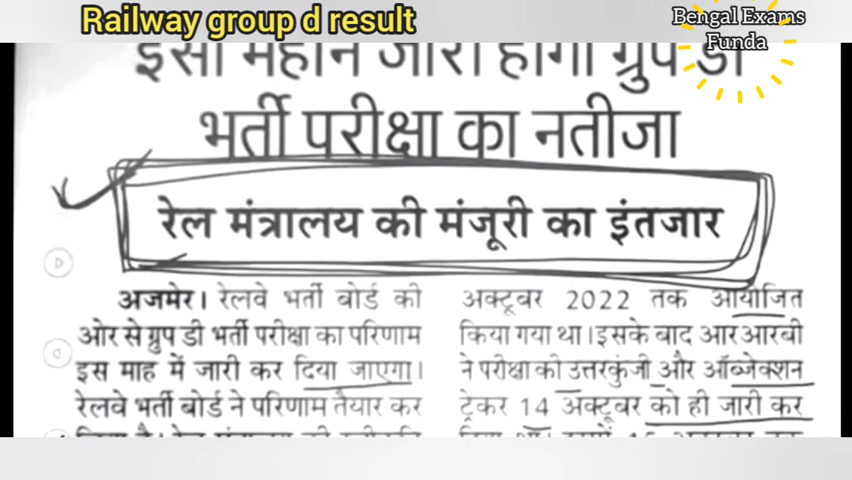 Railway group d result
Bengal Exams
Funda
इसी महीने जारी होगा ग्रुप डी
भर्ती परीक्षा का नतीजा
रेल मंत्रालय की मंजूरी का इंतजार
अजमेर। रेलवे भर्ती बोर्ड की
ओर से ग्रुप डी भर्ती परीक्षा का परिणाम
इस माह में जारी कर दिया जाएगा।
रेलवे भर्ती बोर्ड ने परिणाम तैयार कर
अक्टूबर 2022 तक आयोजित
किया गया था। इसके बाद आरआरबी
ने परीक्षा की उत्तरकुंजी और ऑब्जेक्शन
ट्रेकर 14 अक्टूबर को ही जारी कर